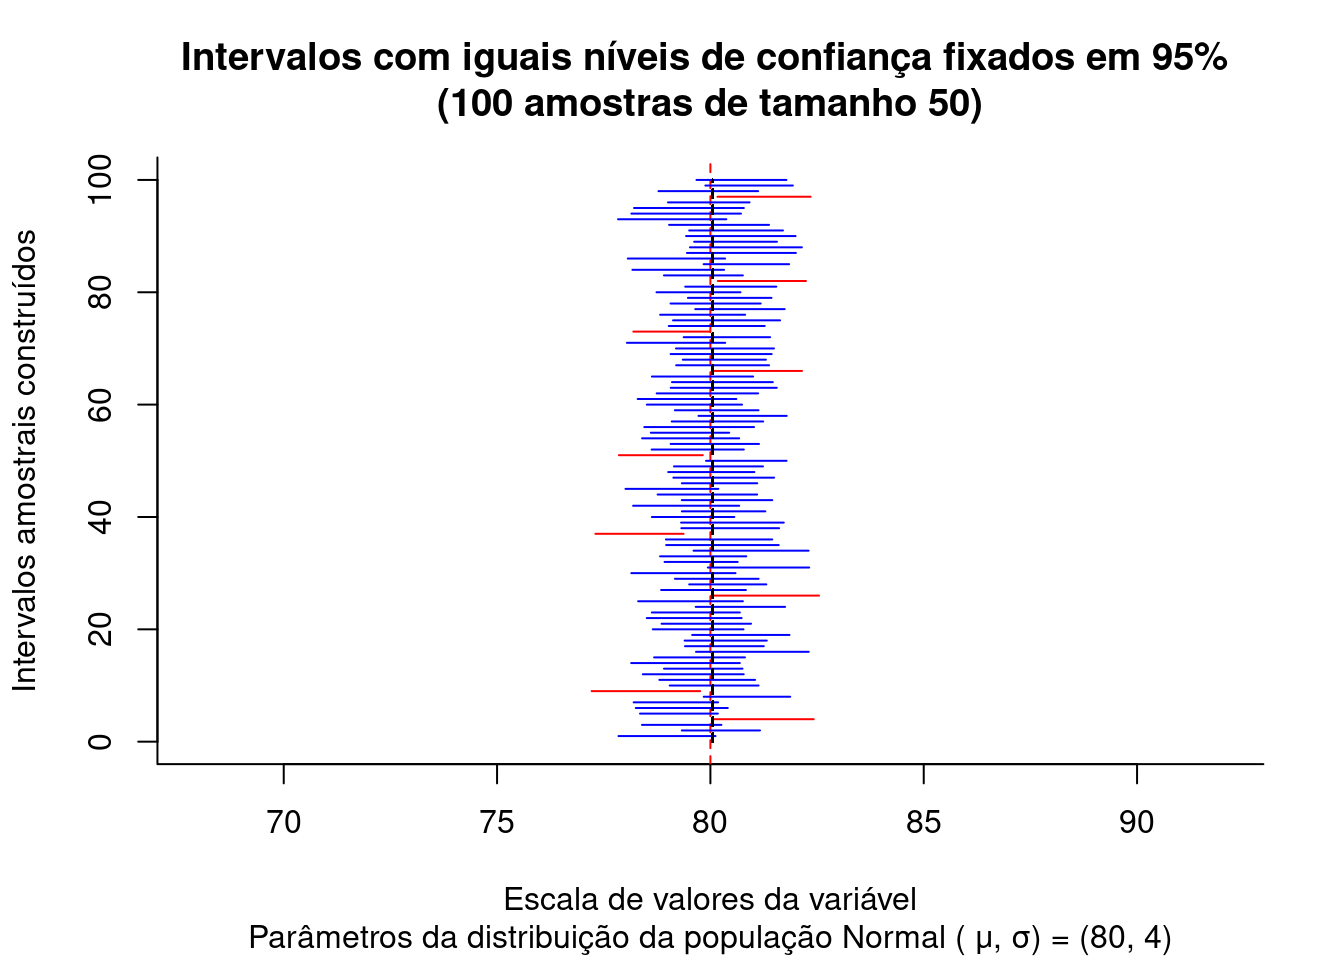 Intervalos com iguais níveis de confiança fixados em 95%
(100 amostras de tamanho 50)
Intervalos amostrais construídos
100
80
60
40
20
0
70 75 80 85 90
Escala de valores da variável
Parâmetros da distribuição da população Normal ( μ, σ) = (80, 4)